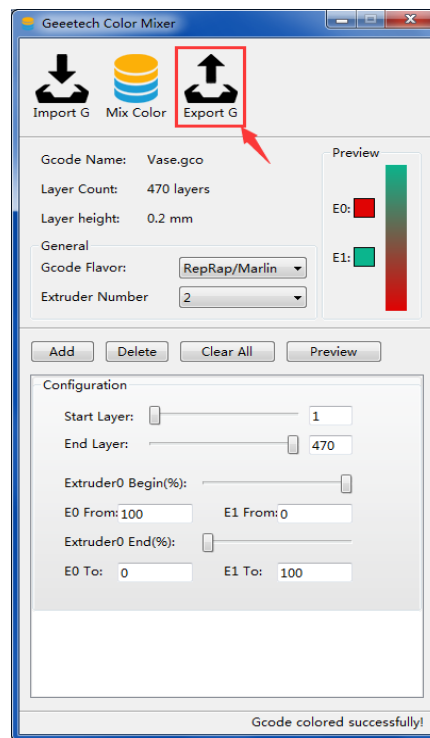 Geeetech Color Mixer
Import G Mix Color Export G
Gcode Name: Vase.gco
Layer Count: 470 layers
Layer height: 0.2 mm
Preview
E0:
E1:
General
Gcode Flavor: RepRap/Marlin
Extruder Number 2
Add Delete Clear All Preview
Configuration
Start Layer: 1
End Layer: 470
Extruder0 Begin(%):
E0 From: 100 E1 From: 0
Extruder0 End(%):
E0 To: 0 E1 To: 100
Gcode colored successfully!